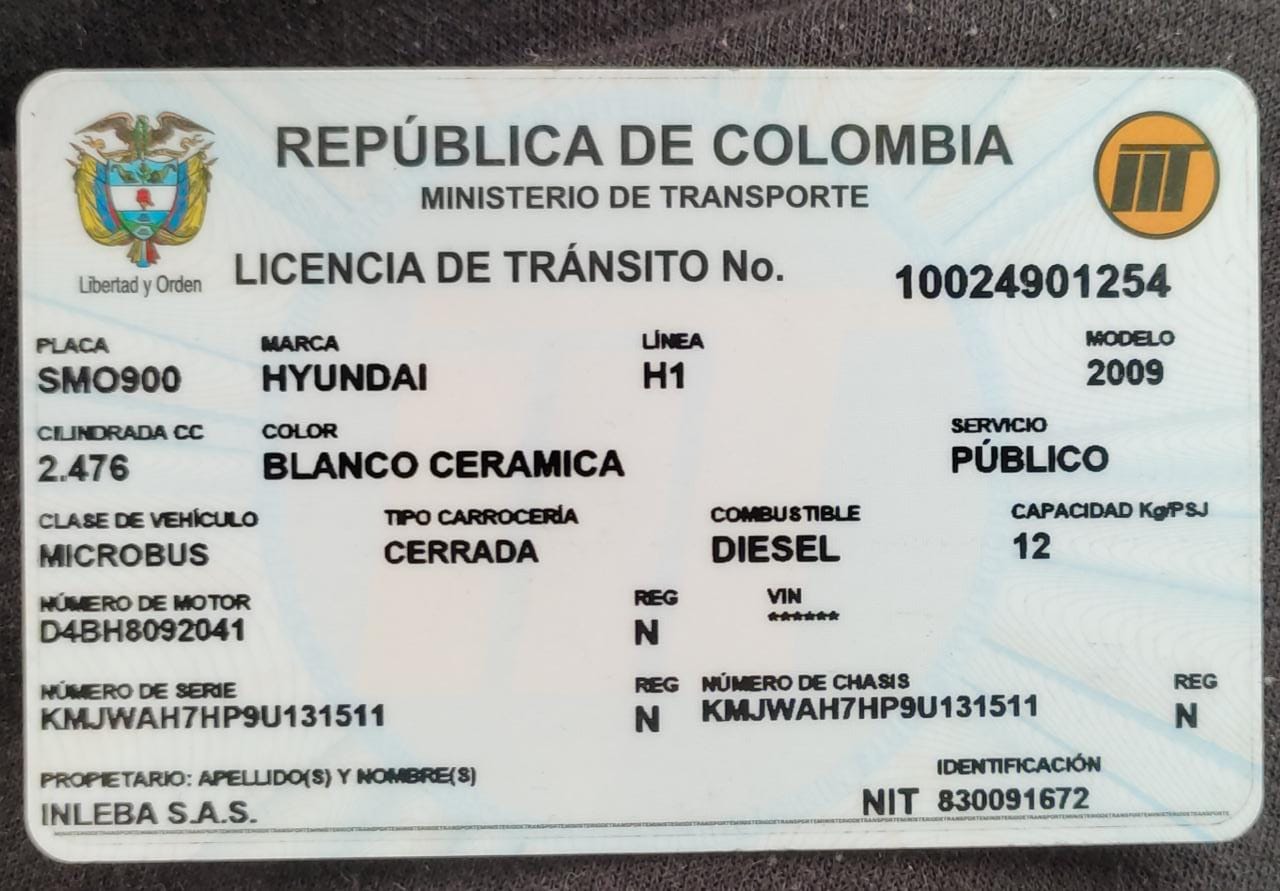 REPÚBLICA DE COLOMBIA
MINISTERIO DE TRANSPORTE
Libertad y Orden
LICENCIA DE TRÁNSITO No. 10024901254
PLACA MARCA LÍNEA MODELO
SMO900 HYUNDAI H1 2009
CILINDRADA CC COLOR SERVICIO
2.476 BLANCO CERAMICA PÚBLICO
CLASE DE VEHÍCULO TIPO CARROCERÍA COMBUSTIBLE CAPACIDAD Kg/PSJ
MICROBUS CERRADA DIESEL 12
NÚMERO DE MOTOR REG VIN
D4BH8092041 N ******
NÚMERO DE SERIE REG NÚMERO DE CHASIS REG
KMJWAH7HP9U131511 N KMJWAH7HP9U131511 N
PROPIETARIO: APELLIDO(S) Y NOMBRE(S) IDENTIFICACIÓN
INLEBA S.A.S. NIT 830091672